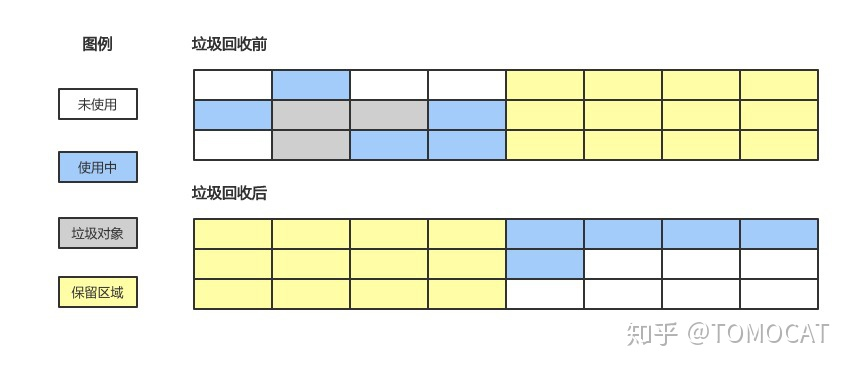 图例
垃圾回收前
未使用
使用中
垃圾回收后
垃圾对象
保留区域
知乎 @TOMOCAT